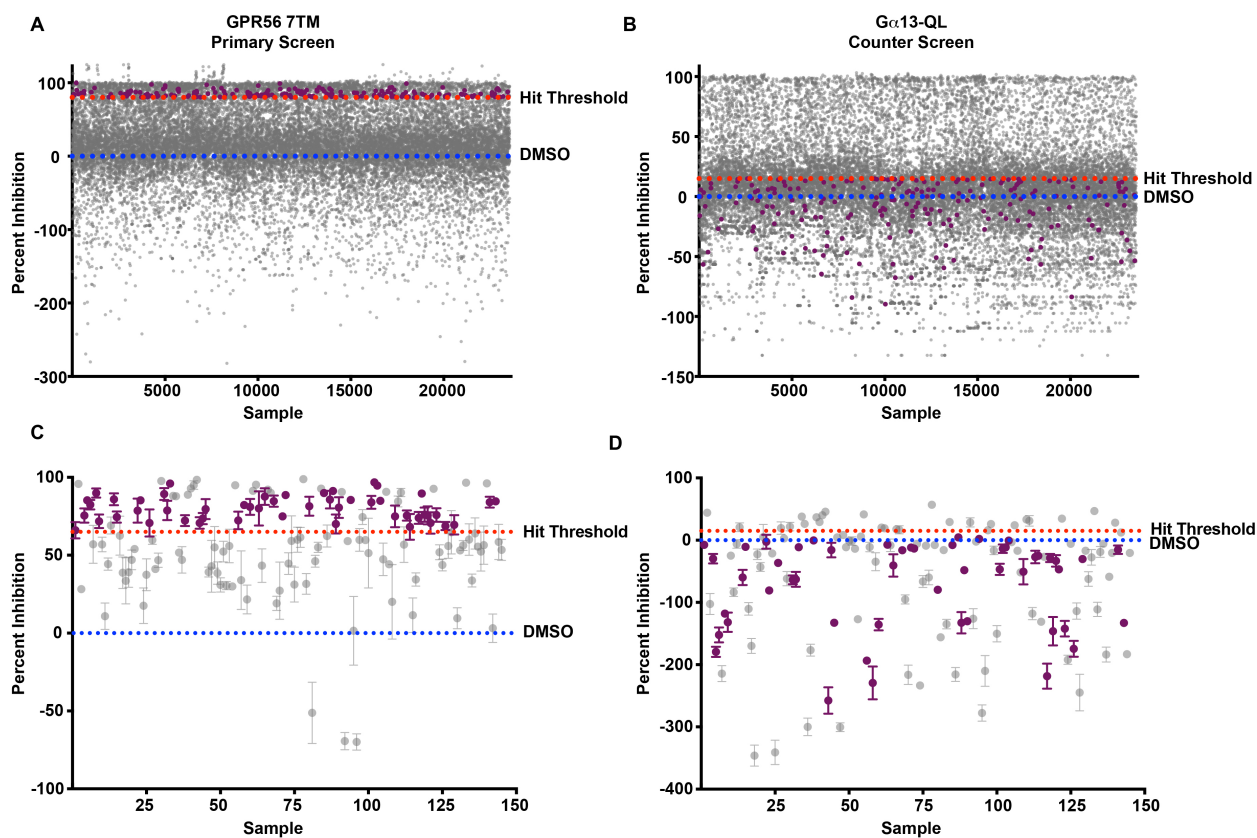 A
GPR56 7TM
Primary Screen
Percent Inhibition
100
0
-100
-200
-300
5000 10000 15000 20000
Sample
Hit Threshold
DMSO
B
Gα13-QL
Counter Screen
Percent Inhibition
100
50
0
-50
-100
-150
5000 10000 15000 20000
Sample
Hit Threshold
DMSO
C
Percent Inhibition
100
50
0
-50
-100
25 50 75 100 125 150
Sample
Hit Threshold
DMSO
D
Percent Inhibition
100
0
-100
-200
-300
-400
25 50 75 100 125 150
Sample
Hit Threshold
DMSO